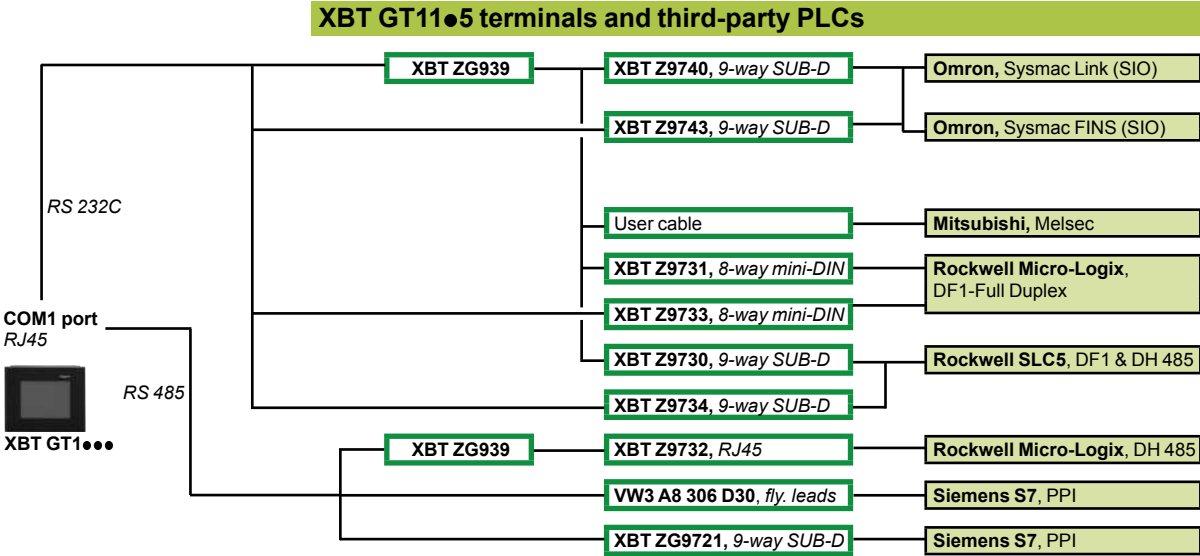 XBT GT11●5 terminals and third-party PLCs
XBT ZG939
XBT Z9740, 9-way SUB-D
Omron, Sysmac Link (SIO)
XBT Z9743, 9-way SUB-D
Omron, Sysmac FINS (SIO)
RS 232C
User cable
Mitsubishi, Melsec
XBT Z9731, 8-way mini-DIN
Rockwell Micro-Logix,
DF1-Full Duplex
XBT Z9733, 8-way mini-DIN
COM1 port
RJ45
XBT Z9730, 9-way SUB-D
Rockwell SLC5, DF1 & DH 485
RS 485
XBT Z9734, 9-way SUB-D
XBT GT1●●●
XBT ZG939
XBT Z9732, RJ45
Rockwell Micro-Logix, DH 485
VW3 A8 306 D30, fly. leads
Siemens S7, PPI
XBT ZG9721, 9-way SUB-D
Siemens S7, PPI